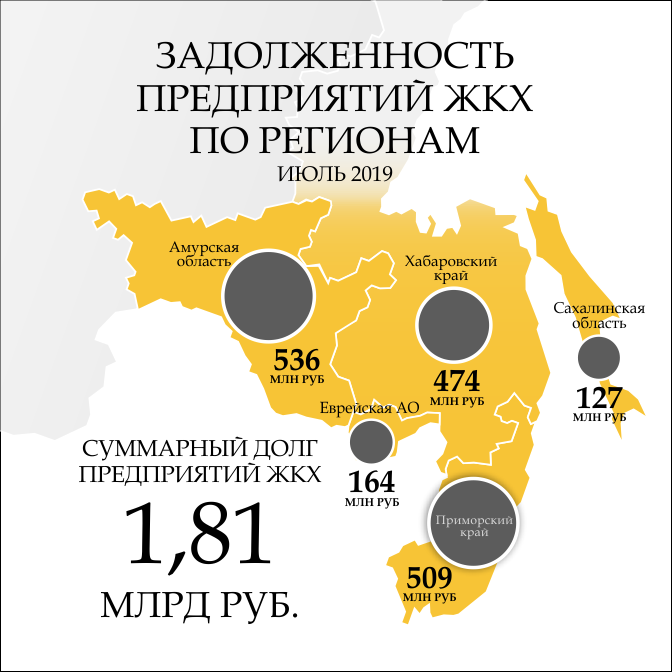 ЗАДОЛЖЕННОСТЬ
ПРЕДПРИЯТИЙ ЖКХ
ПО РЕГИОНАМ
ИЮЛЬ 2019
Амурская
область
536
МЛН РУБ
Хабаровский
край
474
МЛН РУБ
Сахалинская
область
127
МЛН РУБ
Еврейская АО
164
МЛН РУБ
Приморский
край
509
МЛН РУБ
СУММАРНЫЙ ДОЛГ
ПРЕДПРИЯТИЙ ЖКХ
1,81
МЛРД РУБ.